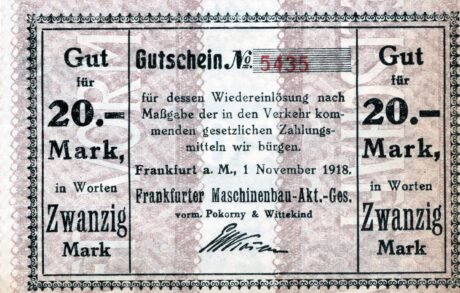 Gut
für
20.—
Mark,
in Worten
Zwanzig
Mark
Gutschein. No. 5435
für dessen Wiedereinlösung nach
Maßgabe der in den Verkehr kom-
menden gesetzlichen Zahlungs-
mitteln wir bürgen.
Frankfurt a. M., 1 November 1918.
Frankfurter Maschinenbau-Akt.-Ges.
vorm. Pokorny & Wittekind
Gut
für
20.—
Mark,
in Worten
Zwanzig
Mark